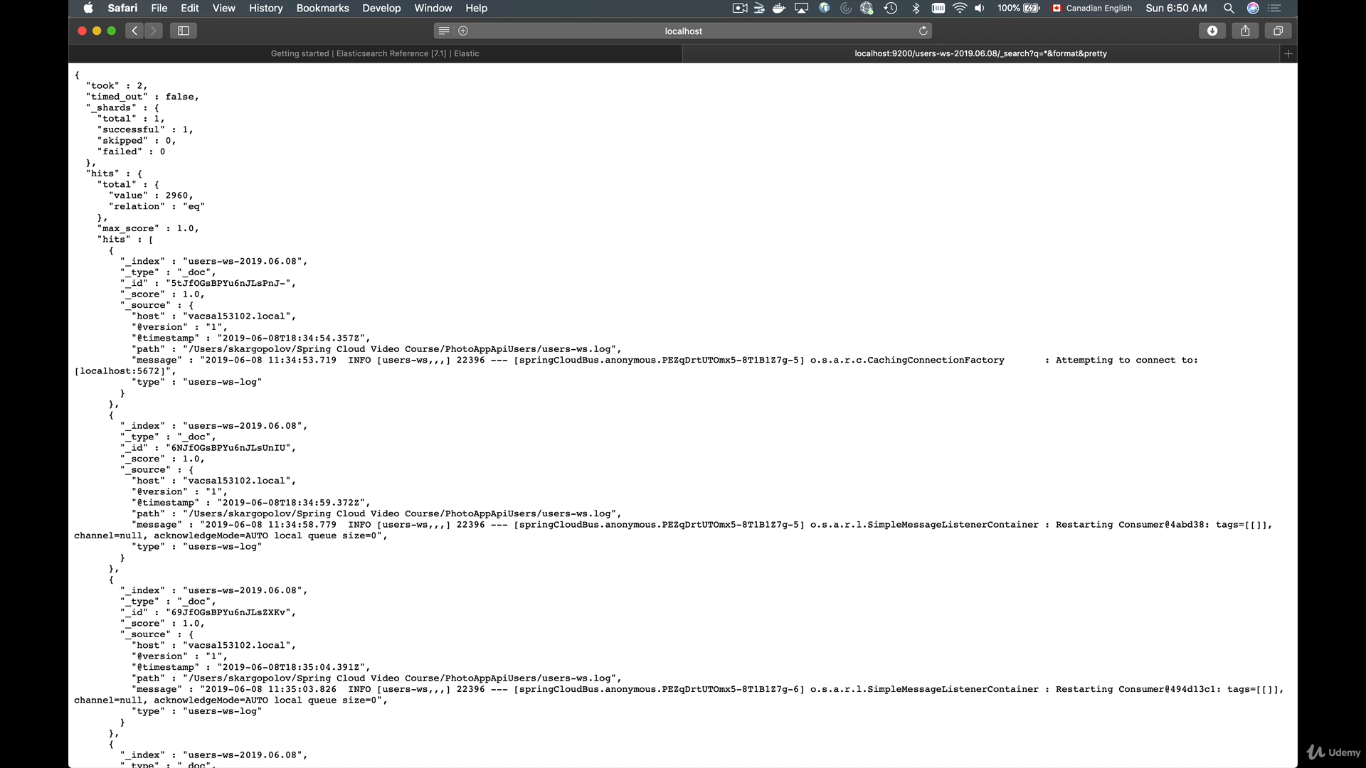 Safari File Edit View History Bookmarks Develop Window Help 100% Canadian English Sun 6:50 AM
localhost
Getting started | Elasticsearch Reference [7.1] | Elastic
localhost:9200/users-ws-2019.06.08/_search?q=*&format&pretty
{
"took" : 2,
"timed_out" : false,
"_shards" : {
"total" : 1,
"successful" : 1,
"skipped" : 0,
"failed" : 0
},
"hits" : {
"total" : {
"value" : 2960,
"relation" : "eq"
},
"max_score" : 1.0,
"hits" : [
{
"_index" : "users-ws-2019.06.08",
"_type" : "_doc",
"_id" : "5tJfOGsBPYu6nJLsPnJ-",
"_score" : 1.0,
"_source" : {
"host" : "vacsa153102.local",
"@version" : "1",
"@timestamp" : "2019-06-08T18:34:54.357Z",
"path" : "/Users/skargopolov/Spring Cloud Video Course/PhotoAppApiUsers/users-ws.log",
"message" : "2019-06-08 11:34:53.719 INFO [users-ws,,,] 22396 --- [springCloudBus.anonymous.PEZqDrtUTOmx5-8T1B1Z7g-5] o.s.a.r.c.CachingConnectionFactory : Attempting to connect to:
[localhost:5672]",
"type" : "users-ws-log"
}
},
{
"_index" : "users-ws-2019.06.08",
"_type" : "_doc",
"_id" : "6NJfOGsBPYu6nJLsUnIU",
"_score" : 1.0,
"_source" : {
"host" : "vacsa153102.local",
"@version" : "1",
"@timestamp" : "2019-06-08T18:34:59.372Z",
"path" : "/Users/skargopolov/Spring Cloud Video Course/PhotoAppApiUsers/users-ws.log",
"message" : "2019-06-08 11:34:58.779 INFO [users-ws,,,] 22396 --- [springCloudBus.anonymous.PEZqDrtUTOmx5-8T1B1Z7g-5] o.s.a.r.l.SimpleMessageListenerContainer : Restarting Consumer@4abd38: tags=[[]],
channel=null, acknowledgeMode=AUTO local queue size=0",
"type" : "users-ws-log"
}
},
{
"_index" : "users-ws-2019.06.08",
"_type" : "_doc",
"_id" : "69JfOGsBPYu6nJLsZXKv",
"_score" : 1.0,
"_source" : {
"host" : "vacsa153102.local",
"@version" : "1",
"@timestamp" : "2019-06-08T18:35:04.391Z",
"path" : "/Users/skargopolov/Spring Cloud Video Course/PhotoAppApiUsers/users-ws.log",
"message" : "2019-06-08 11:35:03.826 INFO [users-ws,,,] 22396 --- [springCloudBus.anonymous.PEZqDrtUTOmx5-8T1B1Z7g-6] o.s.a.r.l.SimpleMessageListenerContainer : Restarting Consumer@494d13c1: tags=[[]],
channel=null, acknowledgeMode=AUTO local queue size=0",
"type" : "users-ws-log"
}
},
{
"_index" : "users-ws-2019.06.08",
"_type" : "_doc",
Udemy